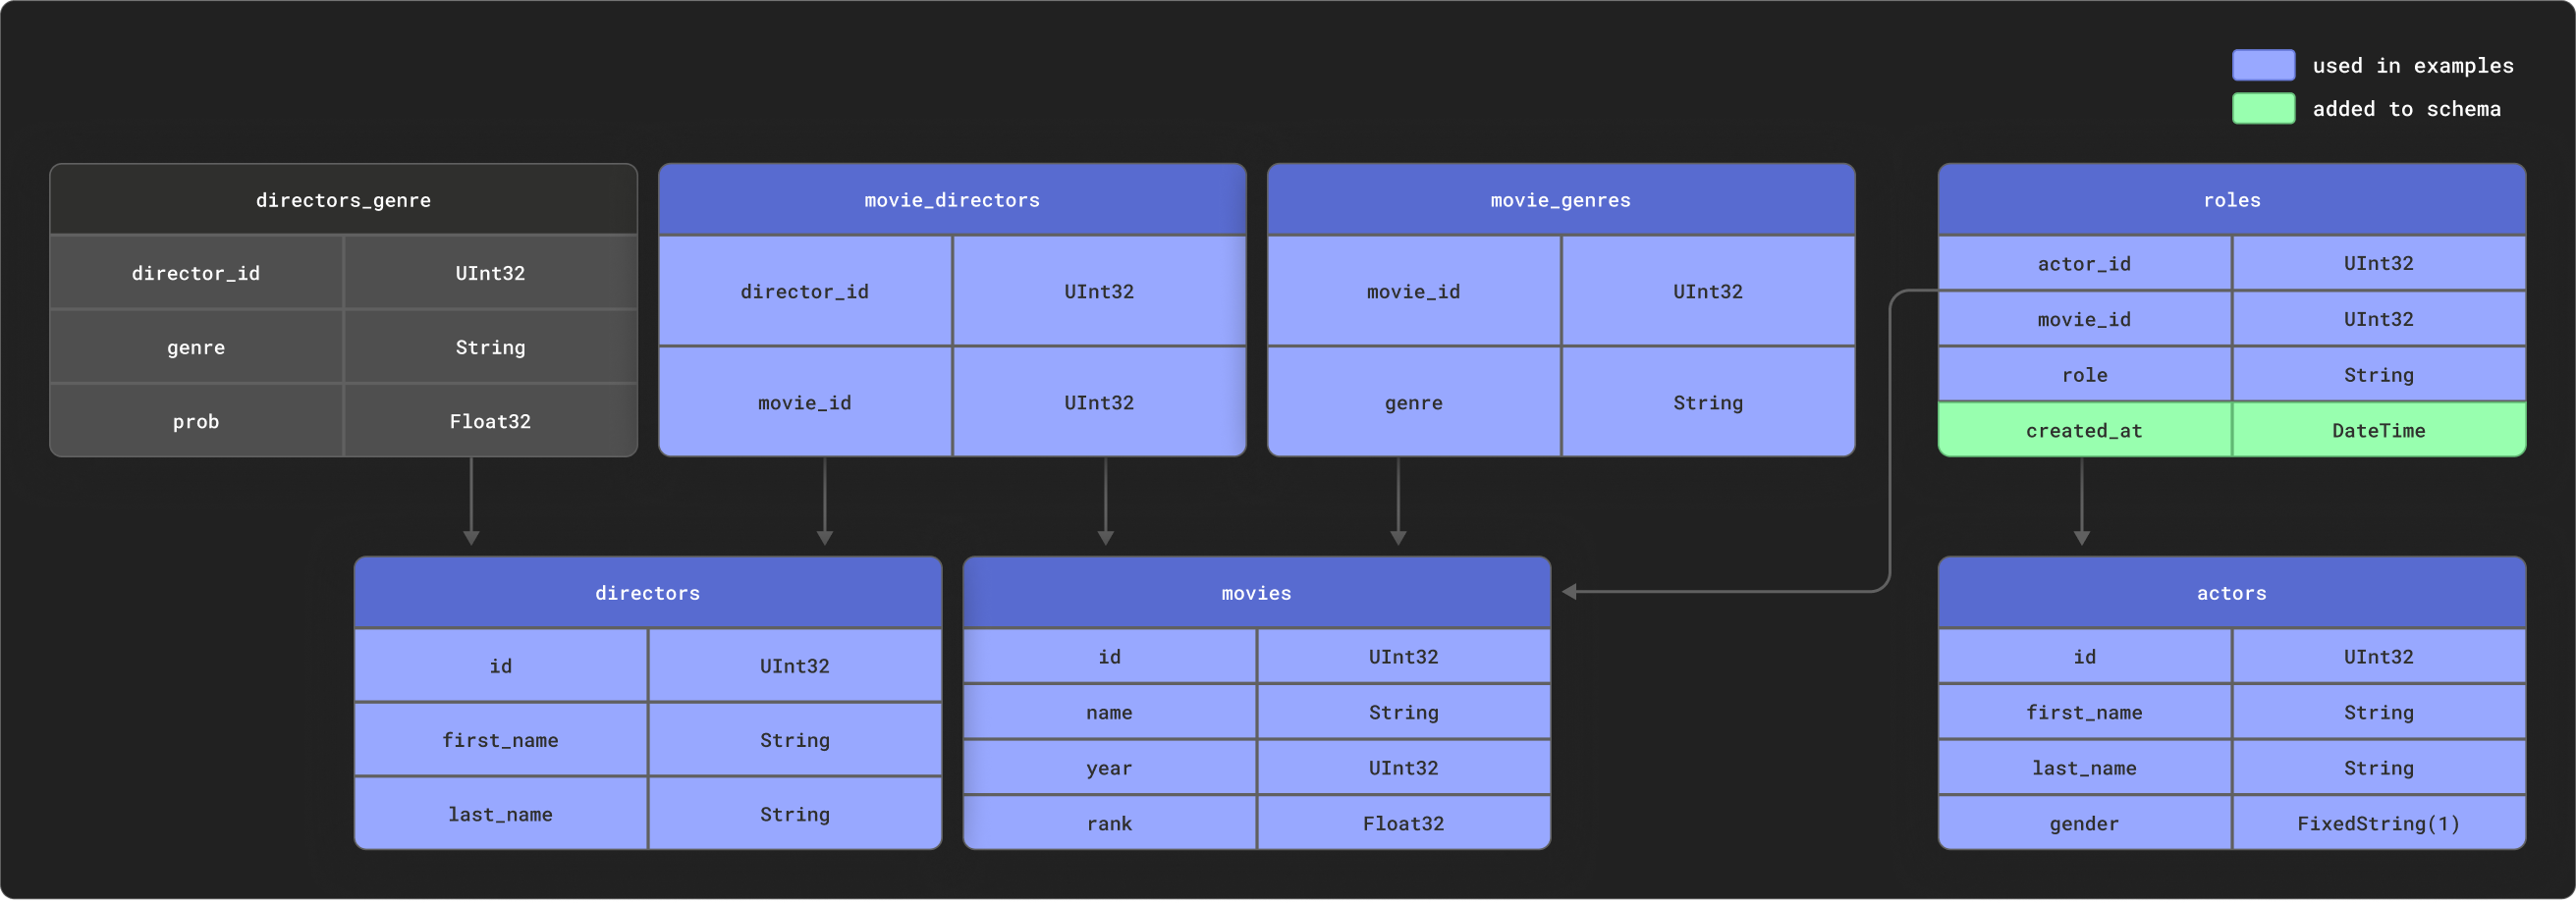 used in examples
added to schema
directors_genre
director_id UInt32
genre String
prob Float32
movie_directors
director_id UInt32
movie_id UInt32
movie_genres
movie_id UInt32
genre String
roles
actor_id UInt32
movie_id UInt32
role String
created_at DateTime
directors
id UInt32
first_name String
last_name String
movies
id UInt32
name String
year UInt32
rank Float32
actors
id UInt32
first_name String
last_name String
gender FixedString(1)